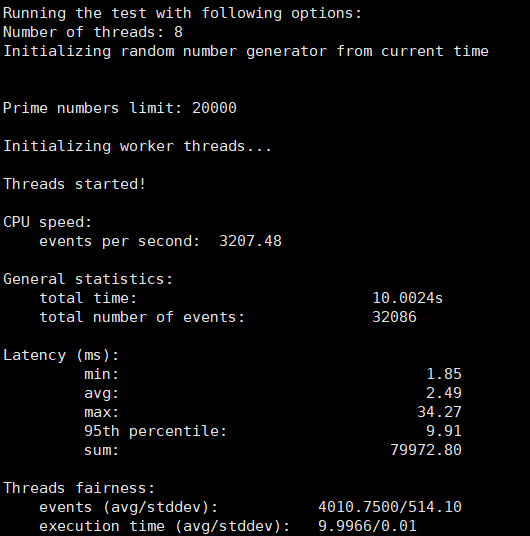 Running the test with following options:
Number of threads: 8
Initializing random number generator from current time
Prime numbers limit: 20000
Initializing worker threads...
Threads started!
CPU speed:
events per second: 3207.48
General statistics:
total time: 10.0024s
total number of events: 32086
Latency (ms):
min: 1.85
avg: 2.49
max: 34.27
95th percentile: 9.91
sum: 79972.80
Threads fairness:
events (avg/stddev): 4010.7500/514.10
execution time (avg/stddev): 9.9966/0.01